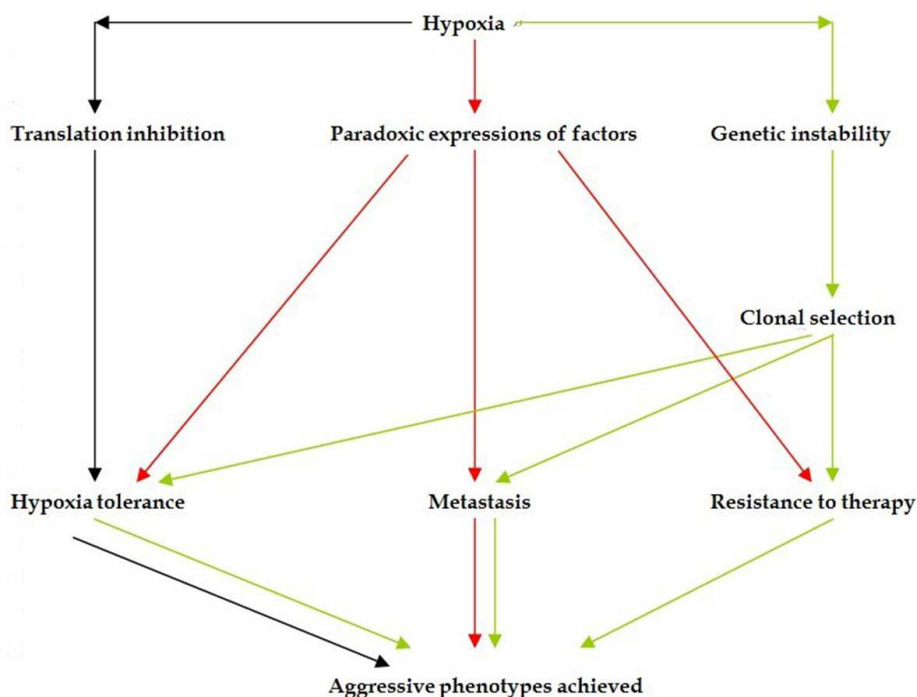 Hypoxia
Translation inhibition
Paradoxic expressions of factors
Genetic instability
Clonal selection
Hypoxia tolerance
Metastasis
Resistance to therapy
Aggressive phenotypes achieved